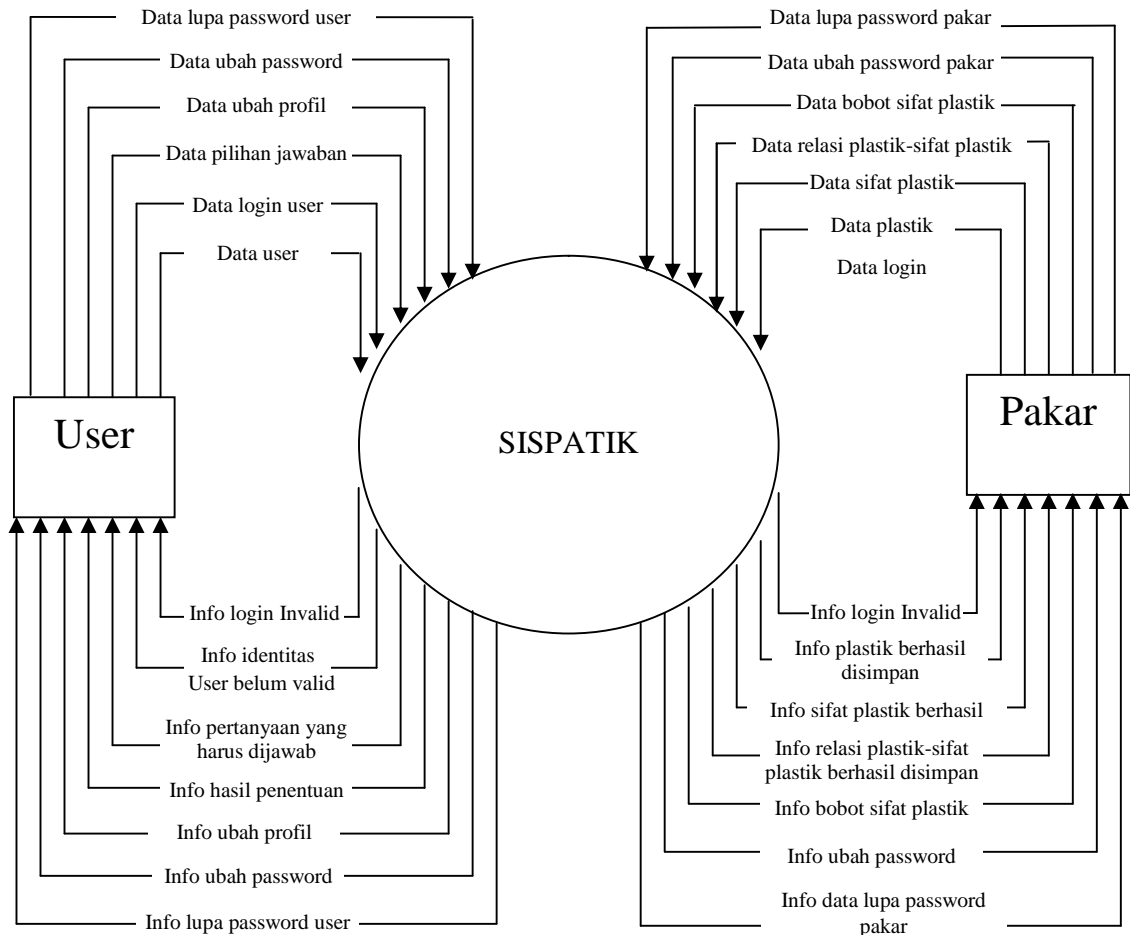 Data lupa password user
Data ubah password
Data ubah profil
Data pilihan jawaban
Data login user
Data user
Data lupa password pakar
Data ubah password pakar
Data bobot sifat plastik
Data relasi plastik-sifat plastik
Data sifat plastik
Data plastik
Data login
User
SISPATIK
Pakar
Info login Invalid
Info identitas
User belum valid
Info pertanyaan yang
harus dijawab
Info hasil penentuan
Info ubah profil
Info ubah password
Info lupa password user
Info login Invalid
Info plastik berhasil
disimpan
Info sifat plastik berhasil
Info relasi plastik-sifat
plastik berhasil disimpan
Info bobot sifat plastik
Info ubah password
Info data lupa password
pakar